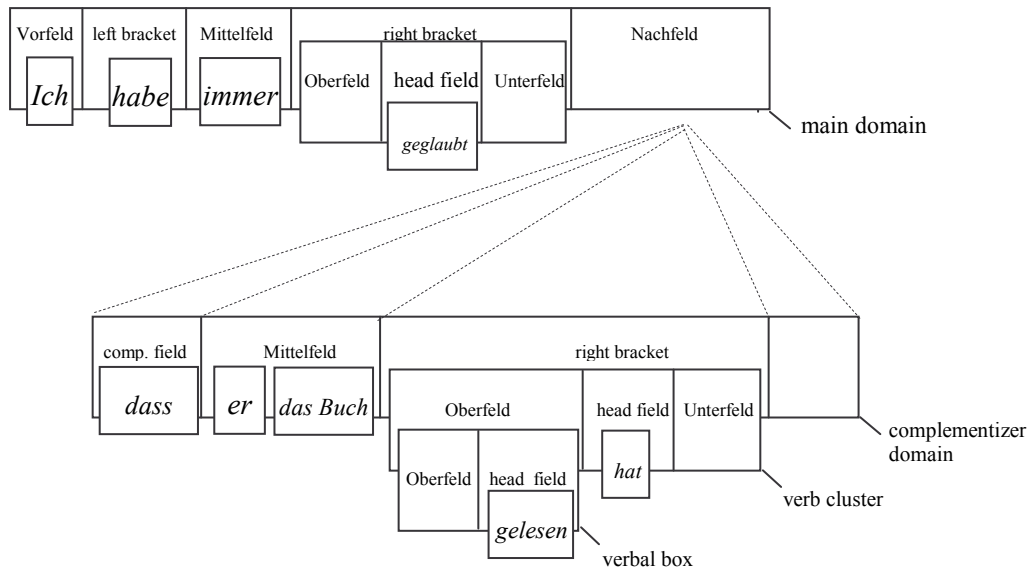 Vorfeld left bracket Mittelfeld right bracket Nachfeld
Oberfeld head field Unterfeld
Ich habe immer
geglaubt
main domain
comp. field Mittelfeld right bracket
dass er das Buch
Oberfeld head field Unterfeld
complementizer
domain
hat
Oberfeld head field
verb cluster
gelesen
verbal box